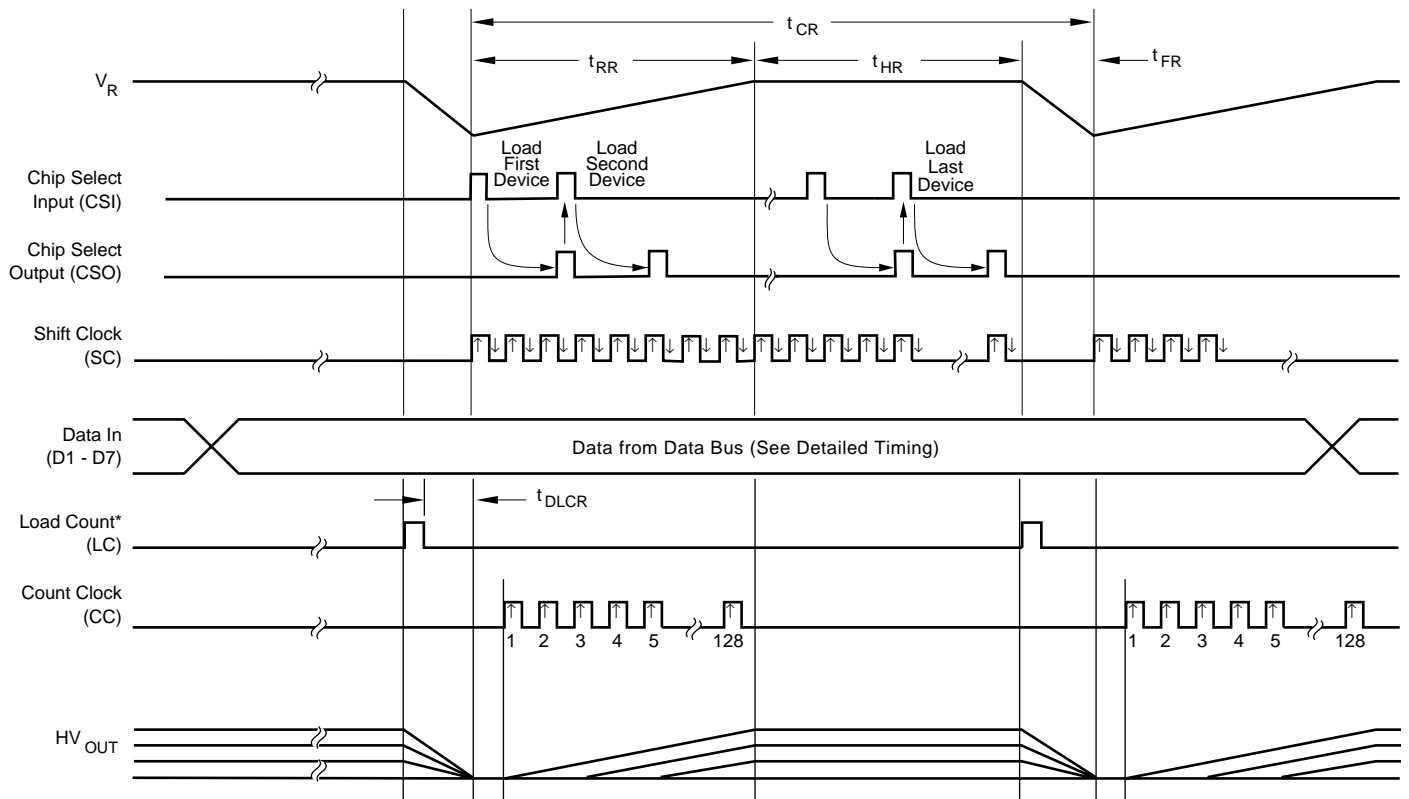 t CR
t RR
t HR
t FR
V R
Chip Select
Input (CSI)
Load
First
Device
Load
Second
Device
Load
Last
Device
Chip Select
Output (CSO)
Shift Clock
(SC)
Data In
(D1 - D7)
Data from Data Bus (See Detailed Timing)
t DLCR
Load Count*
(LC)
Count Clock
(CC)
1 2 3 4 5 128 1 2 3 4 5 128
HV OUT